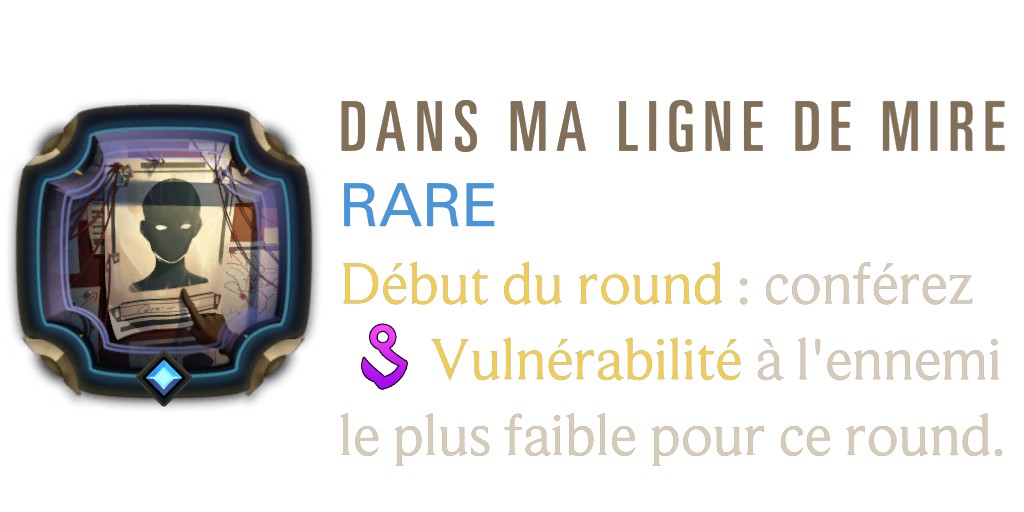 DANS MA LIGNE DE MIRE
RARE
Début du round : conférez
Vulnérabilité à l'ennemi
le plus faible pour ce round.